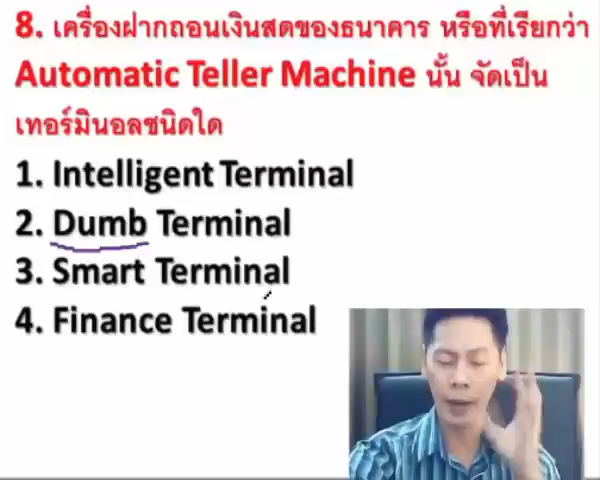 8. เครื่องฝากถอนเงินสดของธนาคาร หรือที่เรียกว่า
Automatic Teller Machine นั้น จัดเป็น
เทอร์มินอลชนิดใด
1. Intelligent Terminal
2. Dumb Terminal
3. Smart Terminal
4. Finance Terminal